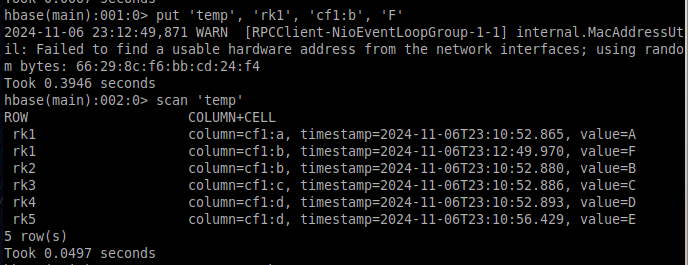 Took 0.0007 seconds
hbase(main):001:0> put 'temp', 'rk1', 'cf1:b', 'F'
2024-11-06 23:12:49,871 WARN  [RPCClient-NioEventLoopGroup-1-1] internal.MacAddressUt
il: Failed to find a usable hardware address from the network interfaces; using rando
m bytes: 66:29:8c:f6:bb:cd:24:f4
Took 0.3946 seconds
hbase(main):002:0> scan 'temp'
ROW COLUMN+CELL
rk1 column=cf1:a, timestamp=2024-11-06T23:10:52.865, value=A
rk1 column=cf1:b, timestamp=2024-11-06T23:12:49.970, value=F
rk2 column=cf1:b, timestamp=2024-11-06T23:10:52.880, value=B
rk3 column=cf1:c, timestamp=2024-11-06T23:10:52.886, value=C
rk4 column=cf1:d, timestamp=2024-11-06T23:10:52.893, value=D
rk5 column=cf1:d, timestamp=2024-11-06T23:10:56.429, value=E
5 row(s)
Took 0.0497 seconds